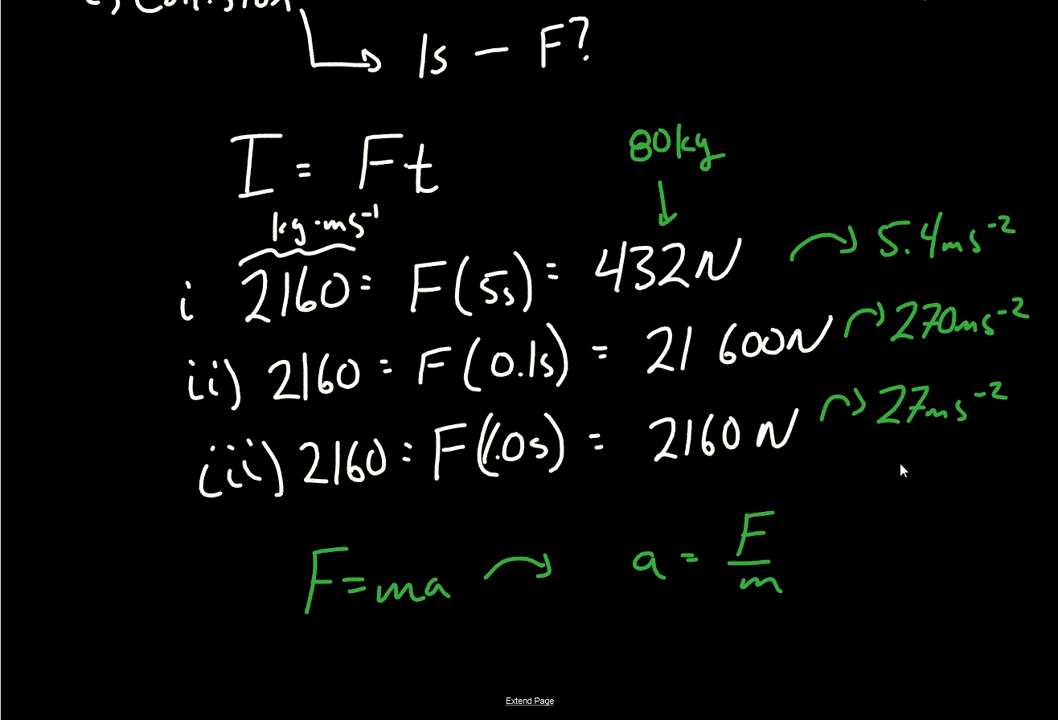 1s - F?
I = Ft
80kg
kg·ms⁻¹
i 2160 = F(5s) = 432N → 5.4ms⁻²
ii) 2160 = F(0.1s) = 21 600N → 270ms⁻²
(iii) 2160 = F(1.0s) = 2160 N → 27ms⁻²
F=ma → a = F/m
Extend Page